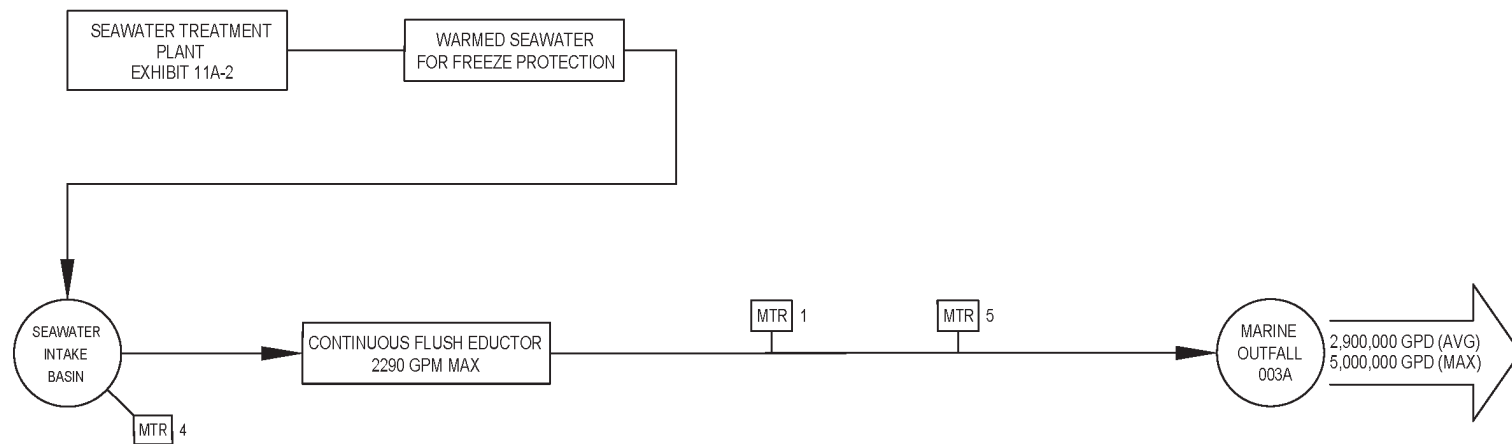 SEAWATER TREATMENT
PLANT
EXHIBIT 11A-2
WARMED SEAWATER
FOR FREEZE PROTECTION
SEAWATER
INTAKE
BASIN
MTR 4
CONTINUOUS FLUSH EDUCTOR
2290 GPM MAX
MTR 1
MTR 5
MARINE
OUTFALL
003A
2,900,000 GPD (AVG)
5,000,000 GPD (MAX)